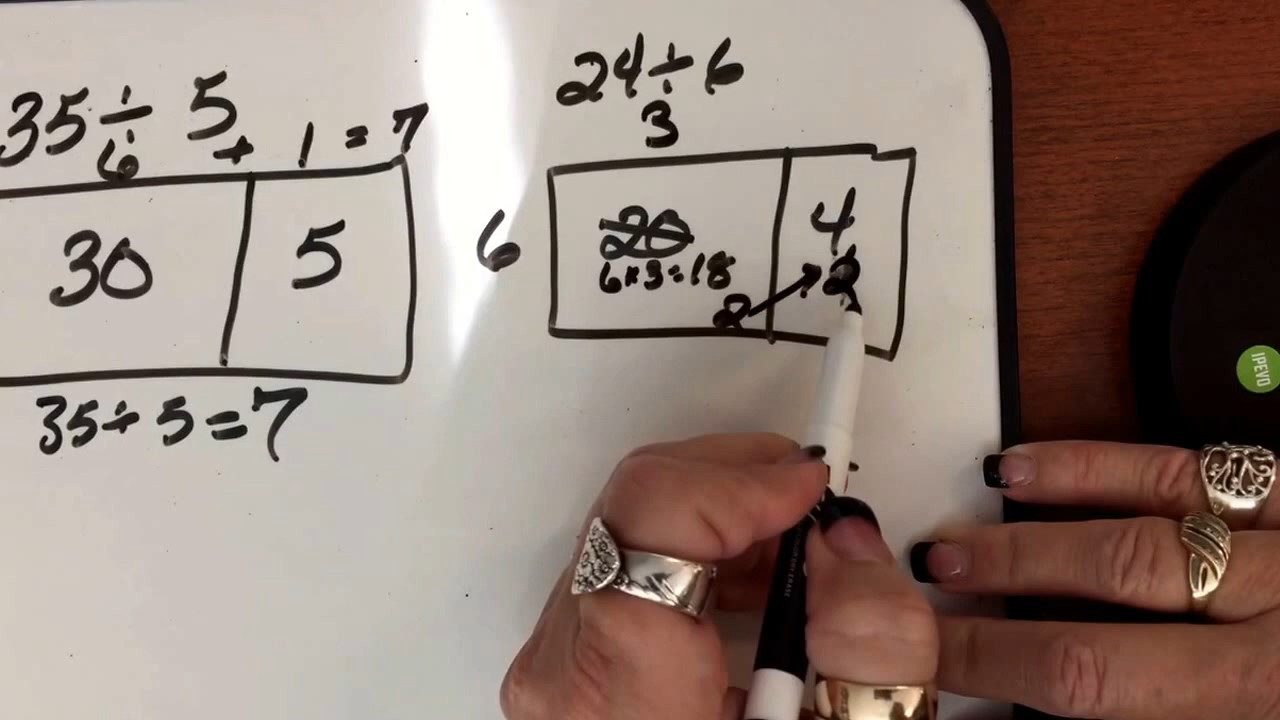 35 ÷ 5
6 + 1 = 7
30 5
35 ÷ 5 = 7
24 ÷ 6
3
6
20 4
6 × 3 = 18 2
2
IPEVO